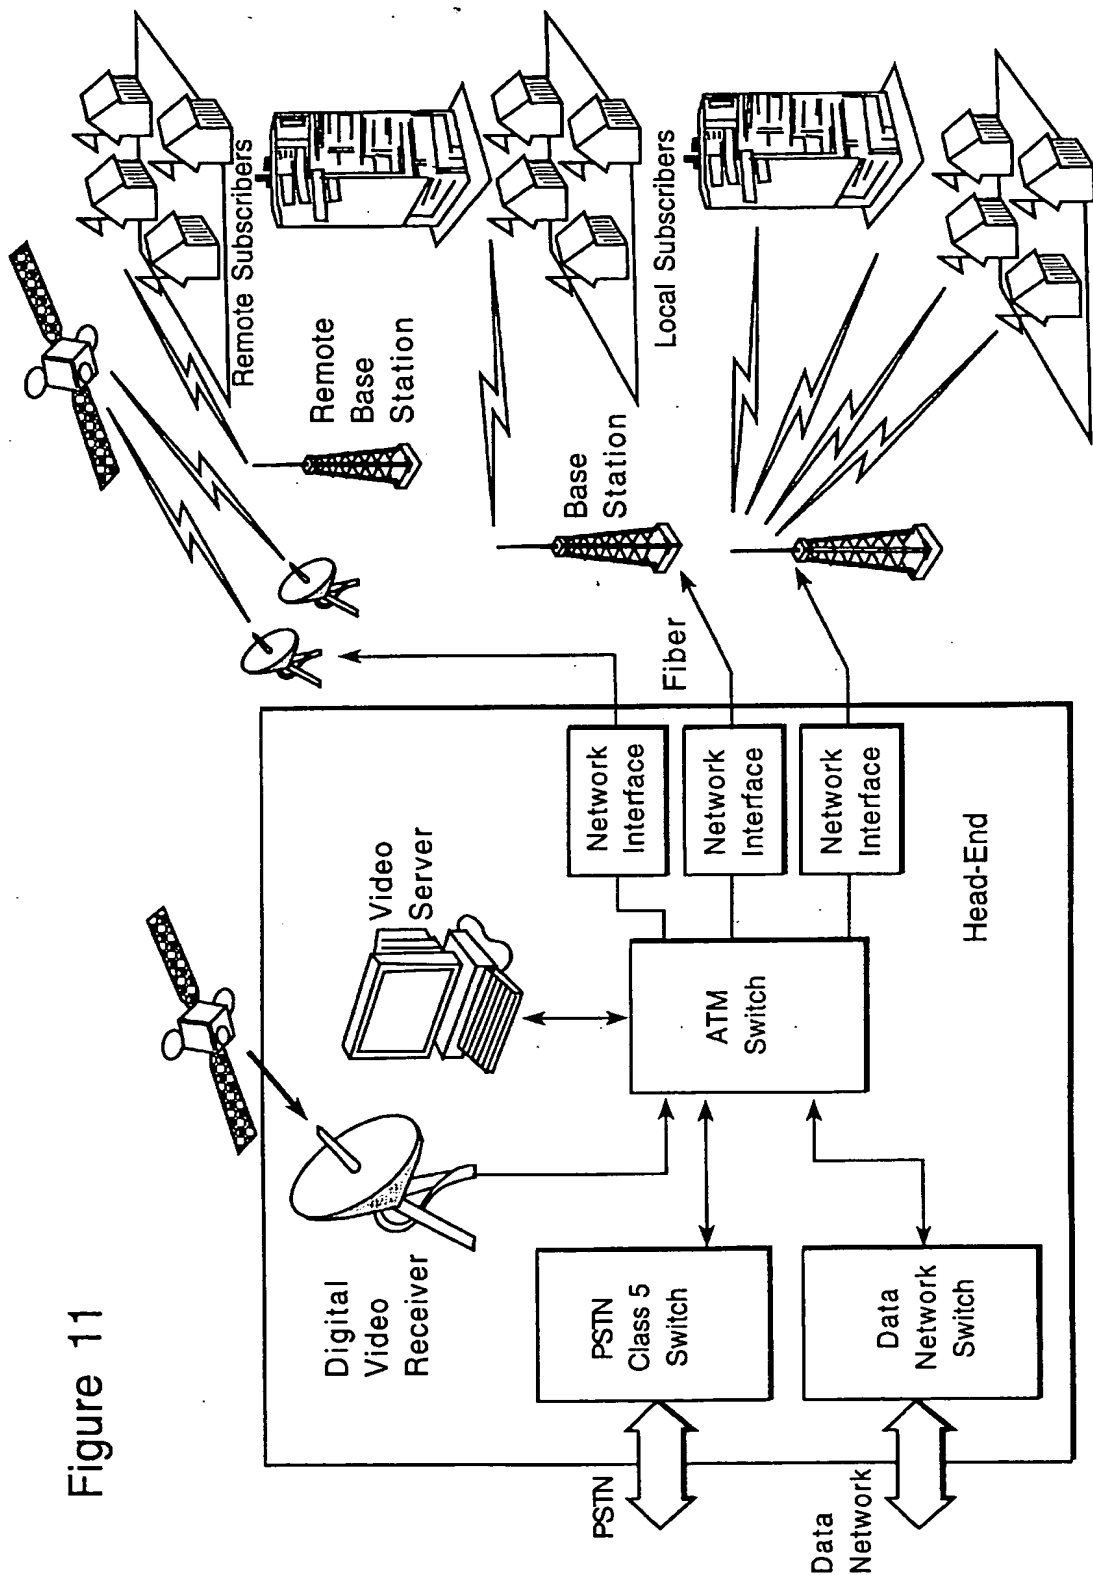 Figure 11
Digital
Video
Receiver
Video
Server
PSTN
PSTN
Class 5
Switch
Data
Network
Data
Network
Switch
ATM
Switch
Network
Interface
Network
Interface
Network
Interface
Head-End
Fiber
Remote
Base
Station
Base
Station
Remote Subscribers
Local Subscribers